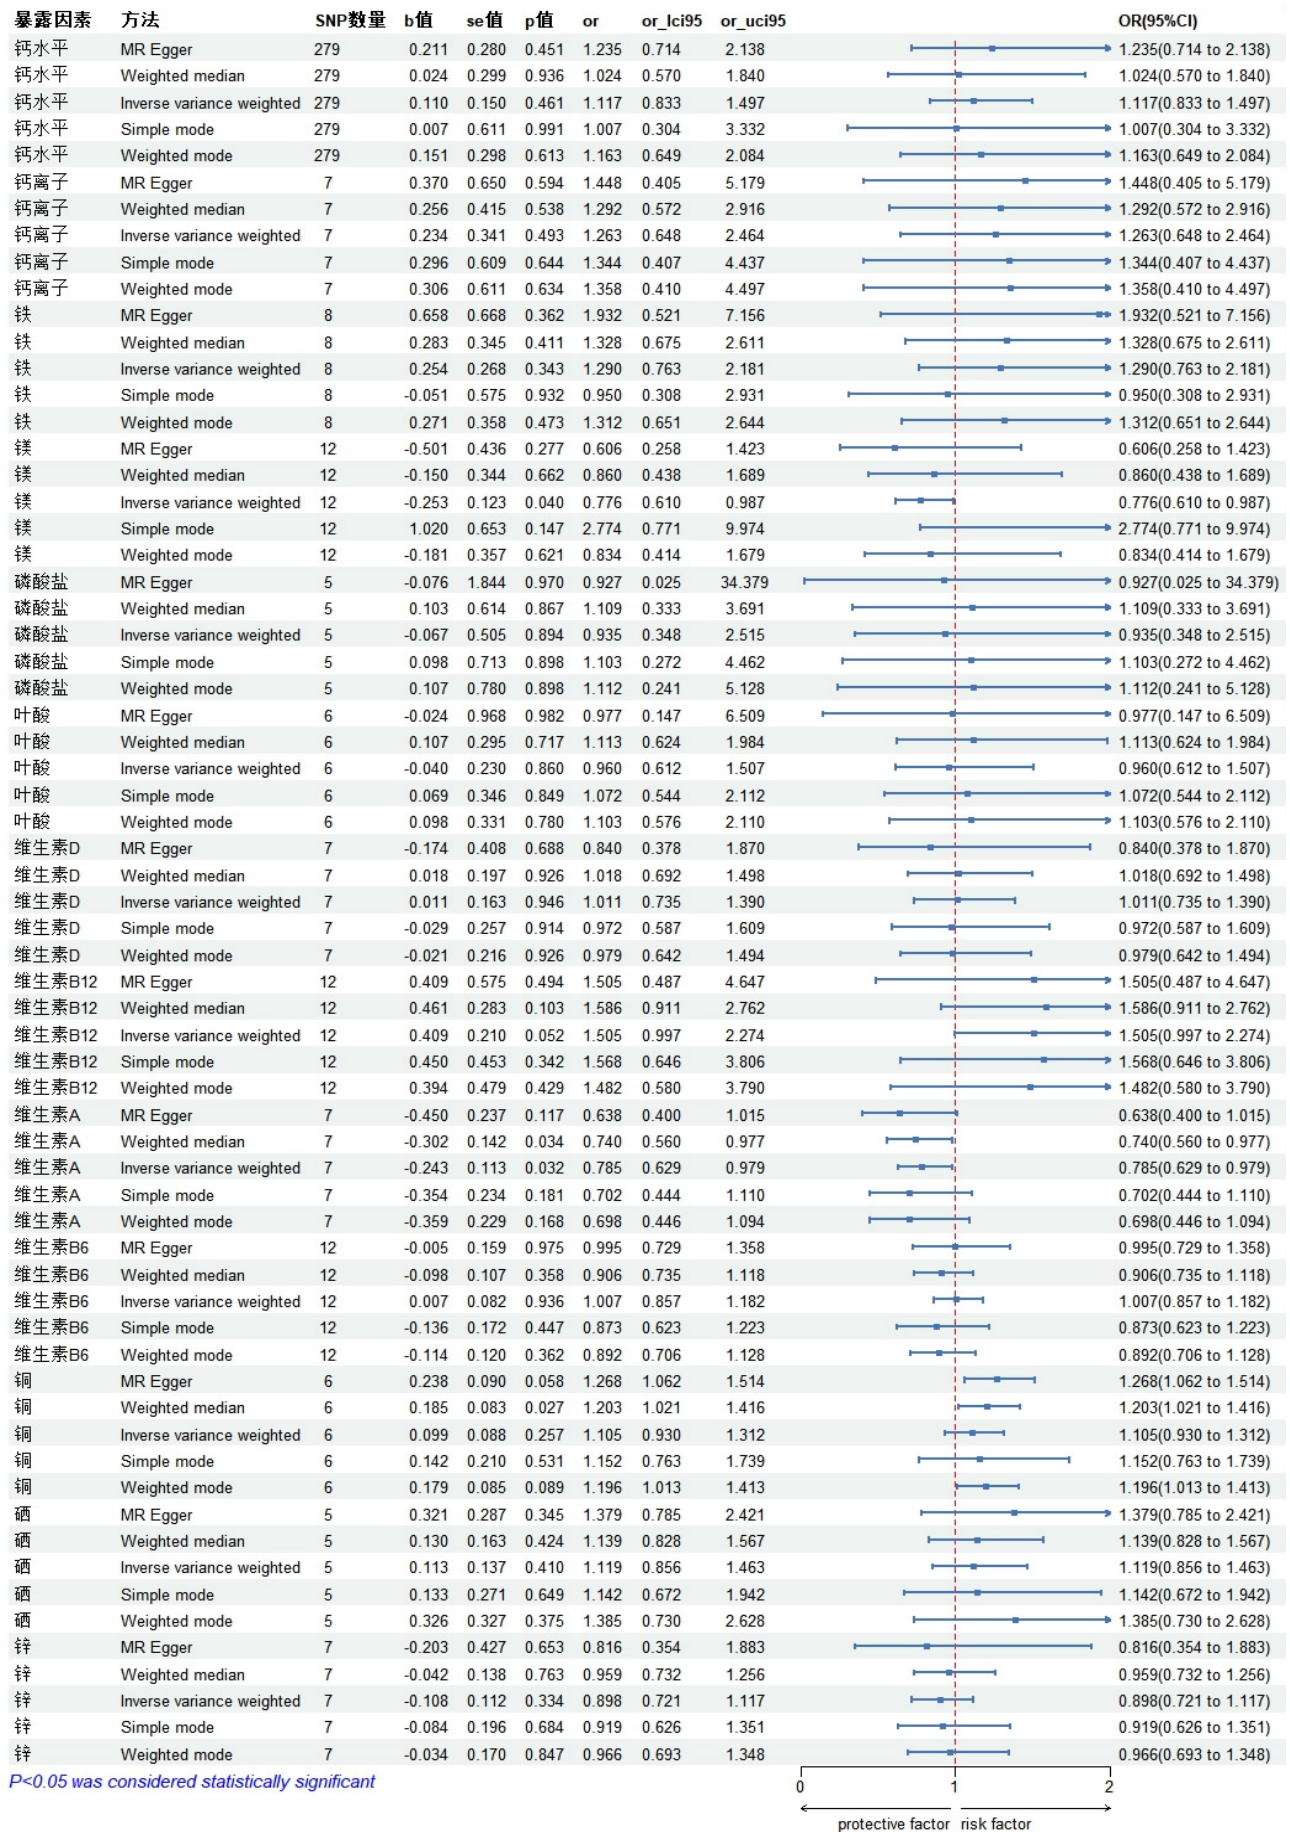 暴露因素 方法 SNP数量 b值 se值 p值 or or_lci95 or_uci95 OR(95%CI)
钙水平 MR Egger 279 0.211 0.280 0.451 1.235 0.714 2.138 1.235(0.714 to 2.138)
钙水平 Weighted median 279 0.024 0.299 0.936 1.024 0.570 1.840 1.024(0.570 to 1.840)
钙水平 Inverse variance weighted 279 0.110 0.150 0.461 1.117 0.833 1.497 1.117(0.833 to 1.497)
钙水平 Simple mode 279 0.007 0.611 0.991 1.007 0.304 3.332 1.007(0.304 to 3.332)
钙水平 Weighted mode 279 0.151 0.298 0.613 1.163 0.649 2.084 1.163(0.649 to 2.084)
钙离子 MR Egger 7 0.370 0.650 0.594 1.448 0.405 5.179 1.448(0.405 to 5.179)
钙离子 Weighted median 7 0.256 0.415 0.538 1.292 0.572 2.916 1.292(0.572 to 2.916)
钙离子 Inverse variance weighted 7 0.234 0.341 0.493 1.263 0.648 2.464 1.263(0.648 to 2.464)
钙离子 Simple mode 7 0.296 0.609 0.644 1.344 0.407 4.437 1.344(0.407 to 4.437)
钙离子 Weighted mode 7 0.306 0.611 0.634 1.358 0.410 4.497 1.358(0.410 to 4.497)
铁 MR Egger 8 0.658 0.668 0.362 1.932 0.521 7.156 1.932(0.521 to 7.156)
铁 Weighted median 8 0.283 0.345 0.411 1.328 0.675 2.611 1.328(0.675 to 2.611)
铁 Inverse variance weighted 8 0.254 0.268 0.343 1.290 0.763 2.181 1.290(0.763 to 2.181)
铁 Simple mode 8 -0.051 0.575 0.932 0.950 0.308 2.931 0.950(0.308 to 2.931)
铁 Weighted mode 8 0.271 0.358 0.473 1.312 0.651 2.644 1.312(0.651 to 2.644)
镁 MR Egger 12 -0.501 0.436 0.277 0.606 0.258 1.423 0.606(0.258 to 1.423)
镁 Weighted median 12 -0.150 0.344 0.662 0.860 0.438 1.689 0.860(0.438 to 1.689)
镁 Inverse variance weighted 12 -0.253 0.123 0.040 0.776 0.610 0.987 0.776(0.610 to 0.987)
镁 Simple mode 12 1.020 0.653 0.147 2.774 0.771 9.974 2.774(0.771 to 9.974)
镁 Weighted mode 12 -0.181 0.357 0.621 0.834 0.414 1.679 0.834(0.414 to 1.679)
磷酸盐 MR Egger 5 -0.076 1.844 0.970 0.927 0.025 34.379 0.927(0.025 to 34.379)
磷酸盐 Weighted median 5 0.103 0.614 0.867 1.109 0.333 3.691 1.109(0.333 to 3.691)
磷酸盐 Inverse variance weighted 5 -0.067 0.505 0.894 0.935 0.348 2.515 0.935(0.348 to 2.515)
磷酸盐 Simple mode 5 0.098 0.713 0.898 1.103 0.272 4.462 1.103(0.272 to 4.462)
磷酸盐 Weighted mode 5 0.107 0.780 0.898 1.112 0.241 5.128 1.112(0.241 to 5.128)
叶酸 MR Egger 6 -0.024 0.968 0.982 0.977 0.147 6.509 0.977(0.147 to 6.509)
叶酸 Weighted median 6 0.107 0.295 0.717 1.113 0.624 1.984 1.113(0.624 to 1.984)
叶酸 Inverse variance weighted 6 -0.040 0.230 0.860 0.960 0.612 1.507 0.960(0.612 to 1.507)
叶酸 Simple mode 6 0.069 0.346 0.849 1.072 0.544 2.112 1.072(0.544 to 2.112)
叶酸 Weighted mode 6 0.098 0.331 0.780 1.103 0.576 2.110 1.103(0.576 to 2.110)
维生素D MR Egger 7 -0.174 0.408 0.688 0.840 0.378 1.870 0.840(0.378 to 1.870)
维生素D Weighted median 7 0.018 0.197 0.926 1.018 0.692 1.498 1.018(0.692 to 1.498)
维生素D Inverse variance weighted 7 0.011 0.163 0.946 1.011 0.735 1.390 1.011(0.735 to 1.390)
维生素D Simple mode 7 -0.029 0.257 0.914 0.972 0.587 1.609 0.972(0.587 to 1.609)
维生素D Weighted mode 7 -0.021 0.216 0.926 0.979 0.642 1.494 0.979(0.642 to 1.494)
维生素B12 MR Egger 12 0.409 0.575 0.494 1.505 0.487 4.647 1.505(0.487 to 4.647)
维生素B12 Weighted median 12 0.461 0.283 0.103 1.586 0.911 2.762 1.586(0.911 to 2.762)
维生素B12 Inverse variance weighted 12 0.409 0.210 0.052 1.505 0.997 2.274 1.505(0.997 to 2.274)
维生素B12 Simple mode 12 0.450 0.453 0.342 1.568 0.646 3.806 1.568(0.646 to 3.806)
维生素B12 Weighted mode 12 0.394 0.479 0.429 1.482 0.580 3.790 1.482(0.580 to 3.790)
维生素A MR Egger 7 -0.450 0.237 0.117 0.638 0.400 1.015 0.638(0.400 to 1.015)
维生素A Weighted median 7 -0.302 0.142 0.034 0.740 0.560 0.977 0.740(0.560 to 0.977)
维生素A Inverse variance weighted 7 -0.243 0.113 0.032 0.785 0.629 0.979 0.785(0.629 to 0.979)
维生素A Simple mode 7 -0.354 0.234 0.181 0.702 0.444 1.110 0.702(0.444 to 1.110)
维生素A Weighted mode 7 -0.359 0.229 0.168 0.698 0.446 1.094 0.698(0.446 to 1.094)
维生素B6 MR Egger 12 -0.005 0.159 0.975 0.995 0.729 1.358 0.995(0.729 to 1.358)
维生素B6 Weighted median 12 -0.098 0.107 0.358 0.906 0.735 1.118 0.906(0.735 to 1.118)
维生素B6 Inverse variance weighted 12 0.007 0.082 0.936 1.007 0.857 1.182 1.007(0.857 to 1.182)
维生素B6 Simple mode 12 -0.136 0.172 0.447 0.873 0.623 1.223 0.873(0.623 to 1.223)
维生素B6 Weighted mode 12 -0.114 0.120 0.362 0.892 0.706 1.128 0.892(0.706 to 1.128)
铜 MR Egger 6 0.238 0.090 0.058 1.268 1.062 1.514 1.268(1.062 to 1.514)
铜 Weighted median 6 0.185 0.083 0.027 1.203 1.021 1.416 1.203(1.021 to 1.416)
铜 Inverse variance weighted 6 0.099 0.088 0.257 1.105 0.930 1.312 1.105(0.930 to 1.312)
铜 Simple mode 6 0.142 0.210 0.531 1.152 0.763 1.739 1.152(0.763 to 1.739)
铜 Weighted mode 6 0.179 0.085 0.089 1.196 1.013 1.413 1.196(1.013 to 1.413)
硒 MR Egger 5 0.321 0.287 0.345 1.379 0.785 2.421 1.379(0.785 to 2.421)
硒 Weighted median 5 0.130 0.163 0.424 1.139 0.828 1.567 1.139(0.828 to 1.567)
硒 Inverse variance weighted 5 0.113 0.137 0.410 1.119 0.856 1.463 1.119(0.856 to 1.463)
硒 Simple mode 5 0.133 0.271 0.649 1.142 0.672 1.942 1.142(0.672 to 1.942)
硒 Weighted mode 5 0.326 0.327 0.375 1.385 0.730 2.628 1.385(0.730 to 2.628)
锌 MR Egger 7 -0.203 0.427 0.653 0.816 0.354 1.883 0.816(0.354 to 1.883)
锌 Weighted median 7 -0.042 0.138 0.763 0.959 0.732 1.256 0.959(0.732 to 1.256)
锌 Inverse variance weighted 7 -0.108 0.112 0.334 0.898 0.721 1.117 0.898(0.721 to 1.117)
锌 Simple mode 7 -0.084 0.196 0.684 0.919 0.626 1.351 0.919(0.626 to 1.351)
锌 Weighted mode 7 -0.034 0.170 0.847 0.966 0.693 1.348 0.966(0.693 to 1.348)
P<0.05 was considered statistically significant
0 1 2
protective factor risk factor